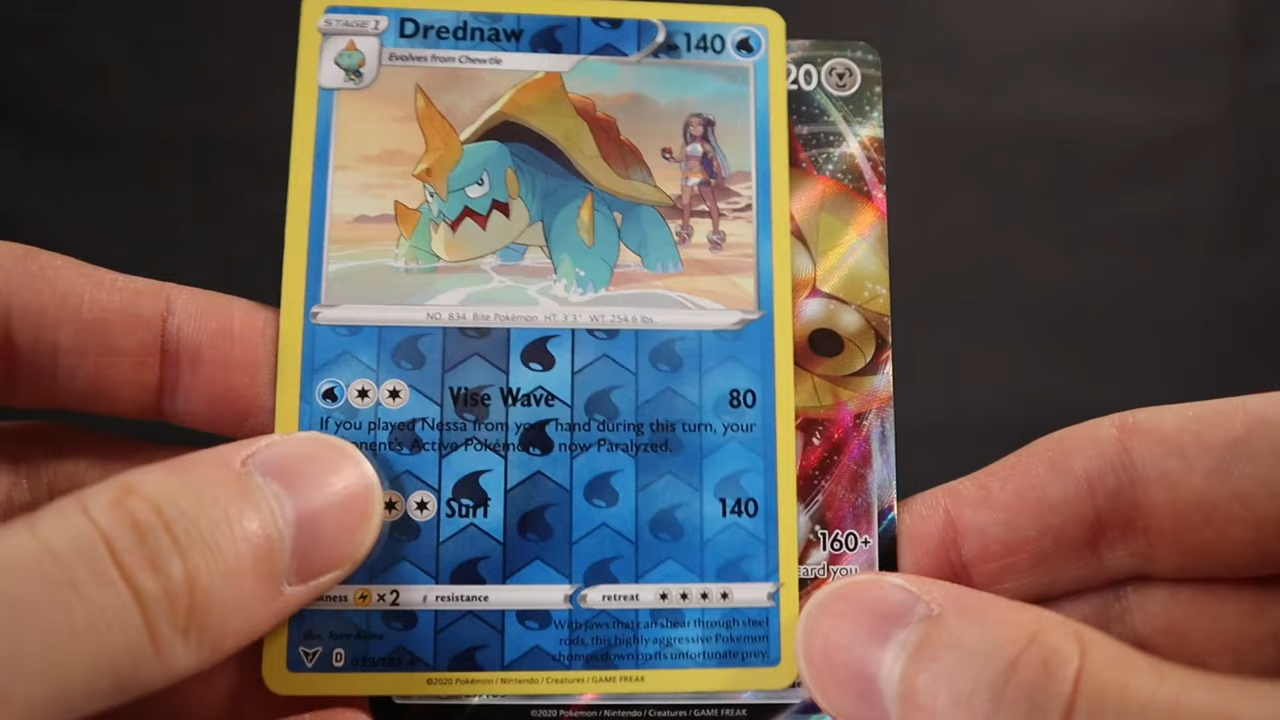 STAGE 1
Drednaw
140
Evolves from Chewtle
20
NO. 834 Bite Pokémon HT: 3'3" WT: 254.6 lbs.
Vise Wave 80
If you played Nessa from your hand during this turn, your
Active Pokémon now Paralyzed.
160+
Surf 140
card you
×2 resistance
retreat
With jaws that can shear through steel
rods, this highly aggressive Pokémon
chomps down on its unfortunate prey.
D
©2020 Pokémon / Nintendo / Creatures / GAME FREAK
©2020 Pokémon / Nintendo / Creatures / GAME FREAK